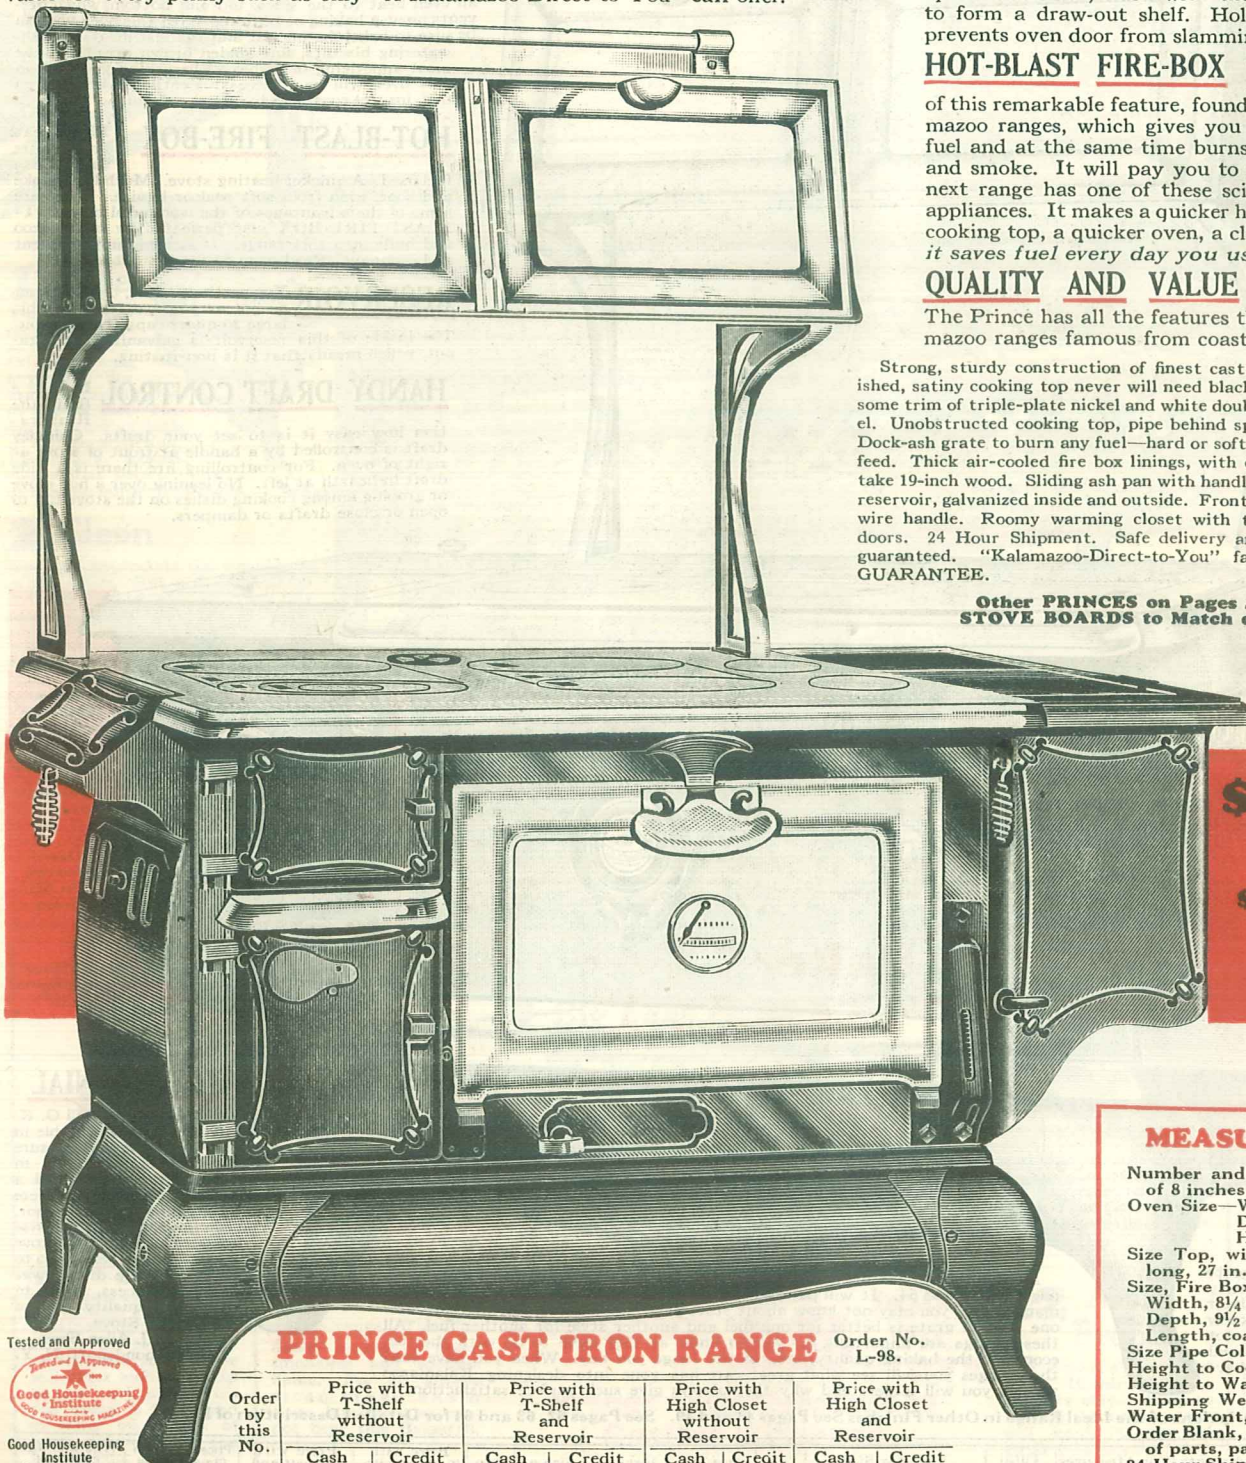 to form a draw-out shelf. Hol
prevents oven door from slammi
HOT-BLAST FIRE-BOX
of this remarkable feature, found
mazoo ranges, which gives you
fuel and at the same time burns
and smoke. It will pay you to
next range has one of these sci
appliances. It makes a quicker h
cooking top, a quicker oven, a cl
it saves fuel every day you us
QUALITY AND VALUE
The Prince has all the features t
mazoo ranges famous from coast
Strong, sturdy construction of finest cast
ished, satiny cooking top never will need blac
some trim of triple-plate nickel and white doub
el. Unobstructed cooking top, pipe behind sp
Dock-ash grate to burn any fuel—hard or soft
feed. Thick air-cooled fire box linings, with
take 19-inch wood. Sliding ash pan with handl
reservoir, galvanized inside and outside. Front
wire handle. Roomy warming closet with t
doors. 24 Hour Shipment. Safe delivery a
guaranteed. “Kalamazoo-Direct-to-You” fa
GUARANTEE.
Other PRINCES on Pages
STOVE BOARDS to Match
$
MEASU
Number and
of 8 inches
Oven Size—W
D
H
Size Top, wi
long, 27 in.
Size, Fire Box
Width, 8¼
Depth, 9½
Length, coa
Size Pipe Col
Height to Co
Height to Wa
Shipping We
Water Front,
Order Blank,
of parts, pa
Tested and Approved
Tested and Approved
Good Housekeeping
• Institute •
GOOD HOUSEKEEPING MAGAZINE
Good Housekeeping
Institute
PRINCE CAST IRON RANGE
Order No.
L-98.
Order by this No.
Price with T-Shelf without Reservoir
Price with T-Shelf and Reservoir
Price with High Closet without Reservoir
Price with High Closet and Reservoir
Cash | Credit | Cash | Credit | Cash | Credit | Cash | Credit